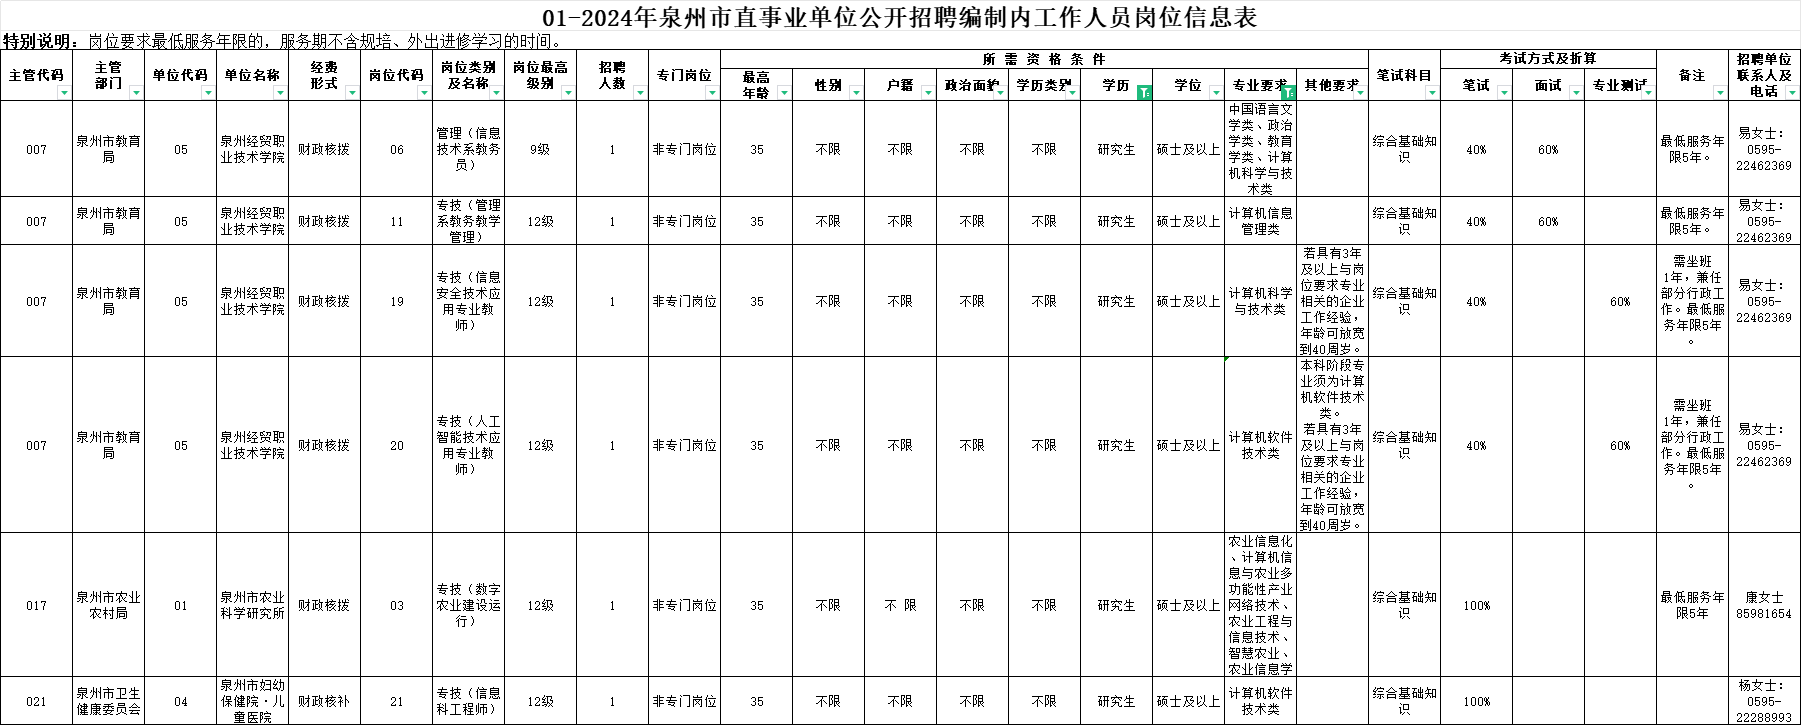 01-2024年泉州市直事业单位公开招聘编制内工作人员岗位信息表
特别说明：岗位要求最低服务年限的，服务期不含规培、外出进修学习的时间。
主管代码 主管部门 单位代码 单位名称 经费形式 岗位代码 岗位类别及名称 岗位最高级别 招聘人数 专门岗位 所 需 资 格 条 件 笔试科目 考试方式及折算 备注 招聘单位联系人及电话
最高年龄 性别 户籍 政治面貌 学历类别 学历 学位 专业要求 其他要求 笔试 面试 专业测试
007 泉州市教育局 05 泉州经贸职业技术学院 财政核拨 06 管理（信息技术系教务员） 9级 1 非专门岗位 35 不限 不限 不限 不限 研究生 硕士及以上 中国语言文学类、政治学类、教育学类、计算机科学与技术类 综合基础知识 40% 60% 最低服务年限5年。 易女士：0595-22462369
007 泉州市教育局 05 泉州经贸职业技术学院 财政核拨 11 专技（管理系教务教学管理） 12级 1 非专门岗位 35 不限 不限 不限 不限 研究生 硕士及以上 计算机信息管理类 综合基础知识 40% 60% 最低服务年限5年。 易女士：0595-22462369
007 泉州市教育局 05 泉州经贸职业技术学院 财政核拨 19 专技（信息安全技术应用专业教师） 12级 1 非专门岗位 35 不限 不限 不限 不限 研究生 硕士及以上 计算机科学与技术类 若具有3年及以上与岗位要求专业相关的企业工作经验，年龄可放宽到40周岁。 综合基础知识 40% 60% 需坐班1年，兼任部分行政工作。最低服务年限5年。 易女士：0595-22462369
007 泉州市教育局 05 泉州经贸职业技术学院 财政核拨 20 专技（人工智能技术应用专业教师） 12级 1 非专门岗位 35 不限 不限 不限 不限 研究生 硕士及以上 计算机软件技术类 本科阶段专业须为计算机软件技术类。若具有3年及以上与岗位要求专业相关的企业工作经验，年龄可放宽到40周岁。 综合基础知识 40% 60% 需坐班1年，兼任部分行政工作。最低服务年限5年。 易女士：0595-22462369
017 泉州市农业农村局 01 泉州市农业科学研究所 财政核拨 03 专技（数字农业建设运行） 12级 1 非专门岗位 35 不限 不 限 不限 不限 研究生 硕士及以上 农业信息化、计算机信息与农业多功能性产业网络技术、农业工程与信息技术、智慧农业、农业信息学 综合基础知识 100% 最低服务年限5年 康女士85981654
021 泉州市卫生健康委员会 04 泉州市妇幼保健院·儿童医院 财政核补 21 专技（信息科工程师） 12级 1 非专门岗位 35 不限 不限 不限 不限 研究生 硕士及以上 计算机软件技术类 综合基础知识 100% 杨女士：0595-22288993